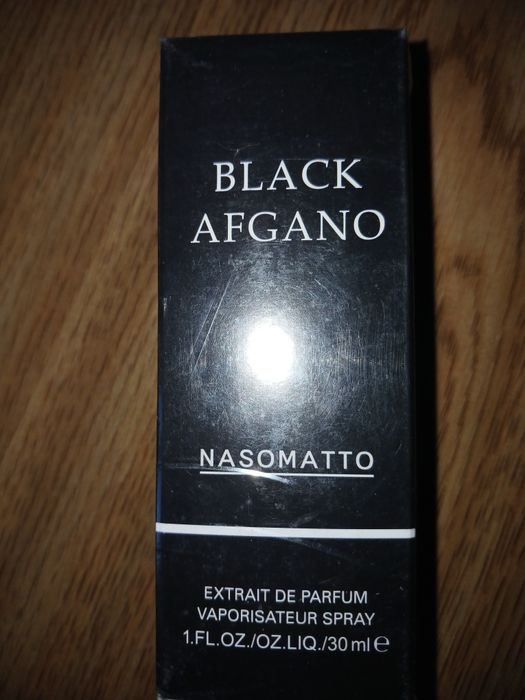 BLACK
AFGANO
NASOMATTO
EXTRAIT DE PARFUM
VAPORISATEUR SPRAY
1.FL.OZ./OZ.LIQ./30 ml ℮